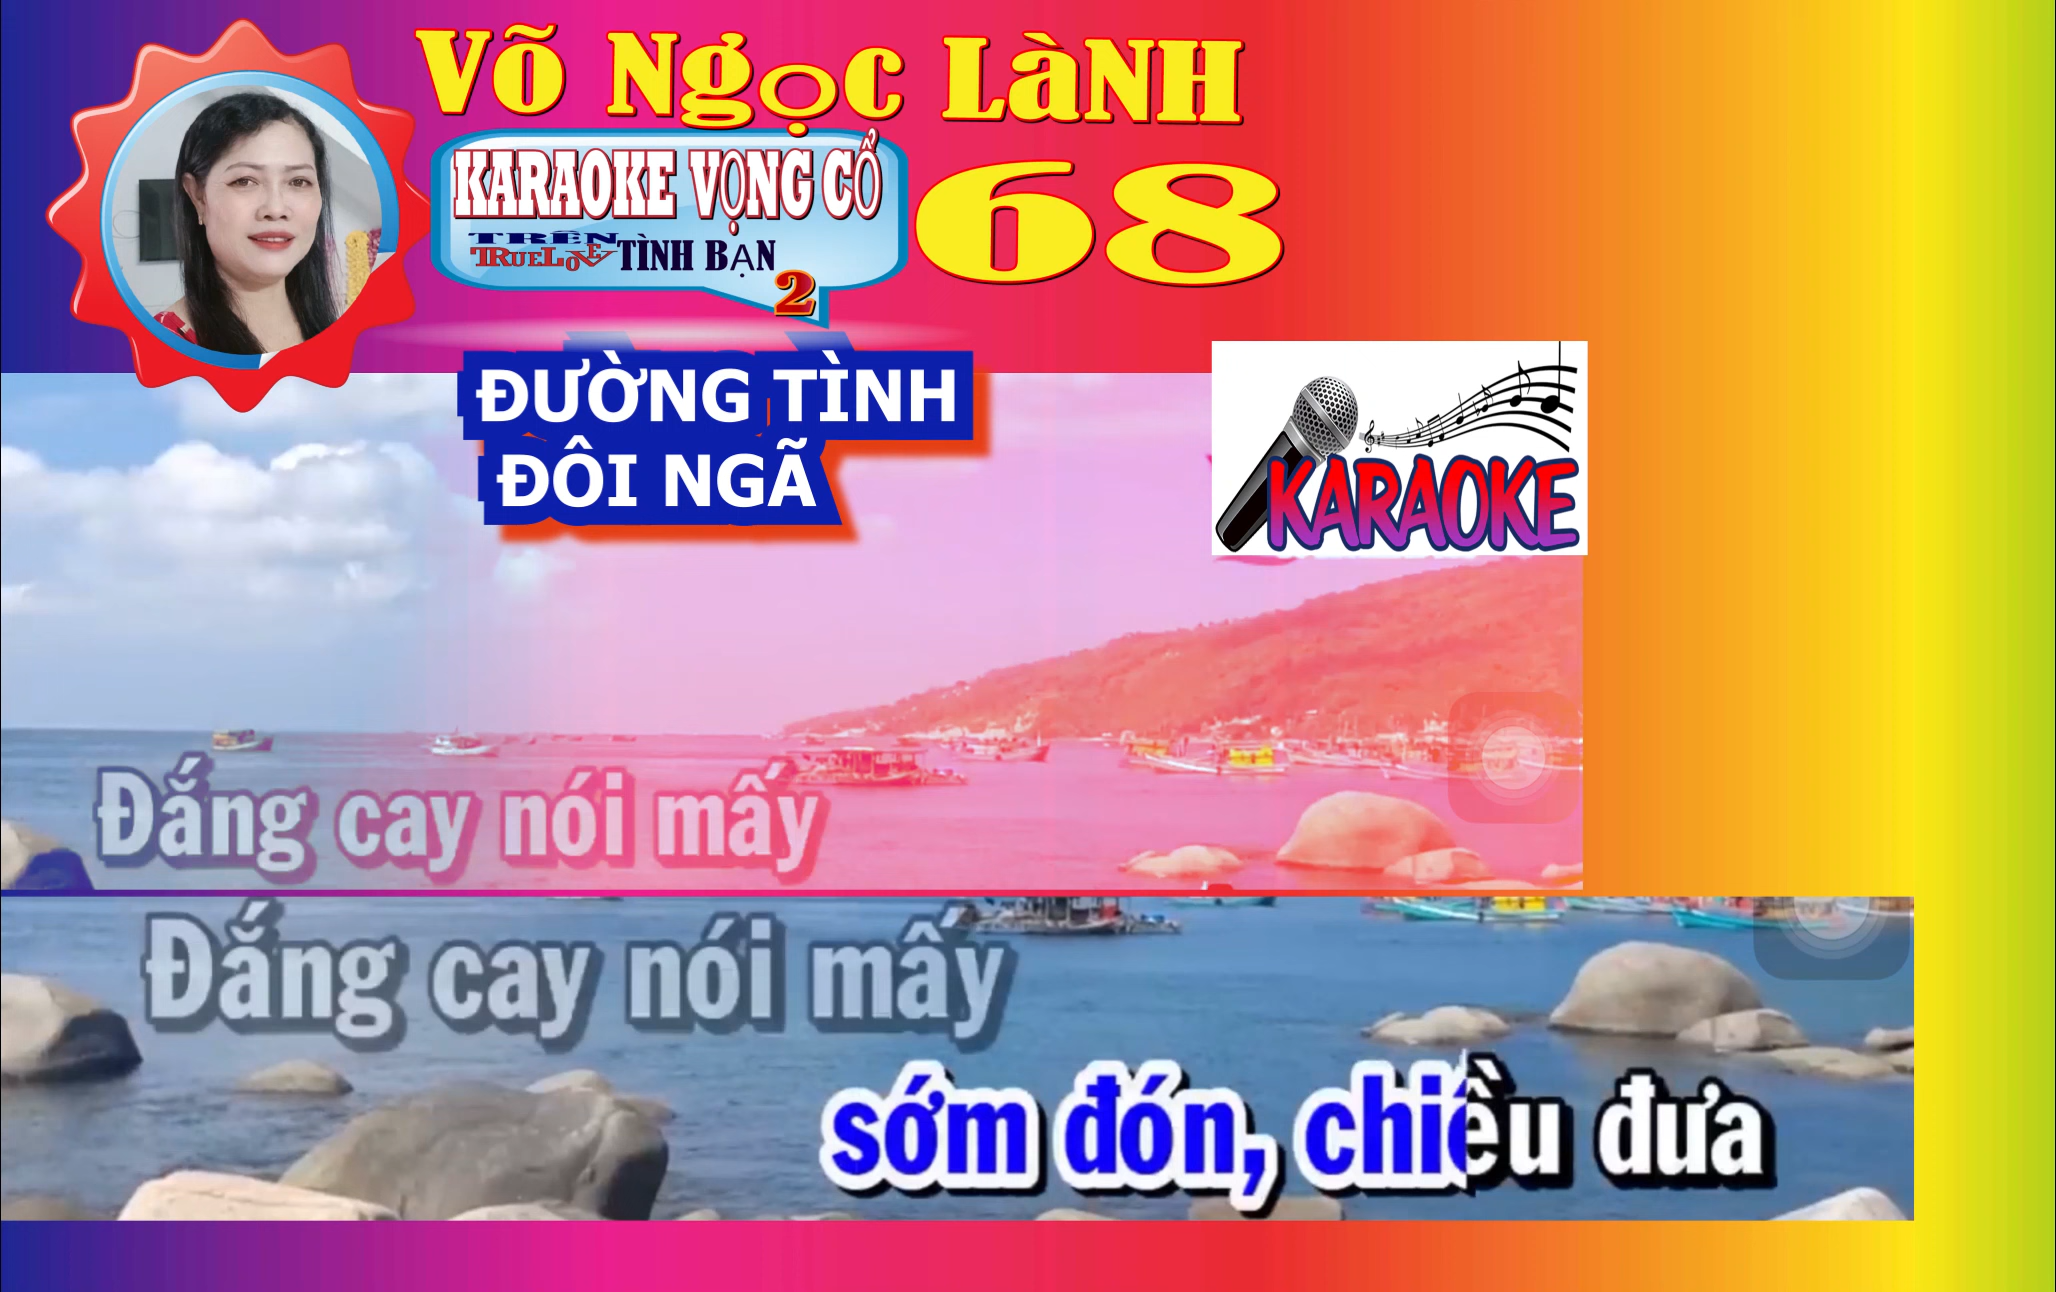 Võ Ngọc LàNH
KARAOKE VỌNG CỔ
68
TRÊN
TRUELOVE TÌNH BẠN
2
ĐƯỜNG TÌNH
ĐÔI NGÃ
KARAOKE
Đắng cay nói mấy
Đắng cay nói mấy
sớm đón, chiều đưa